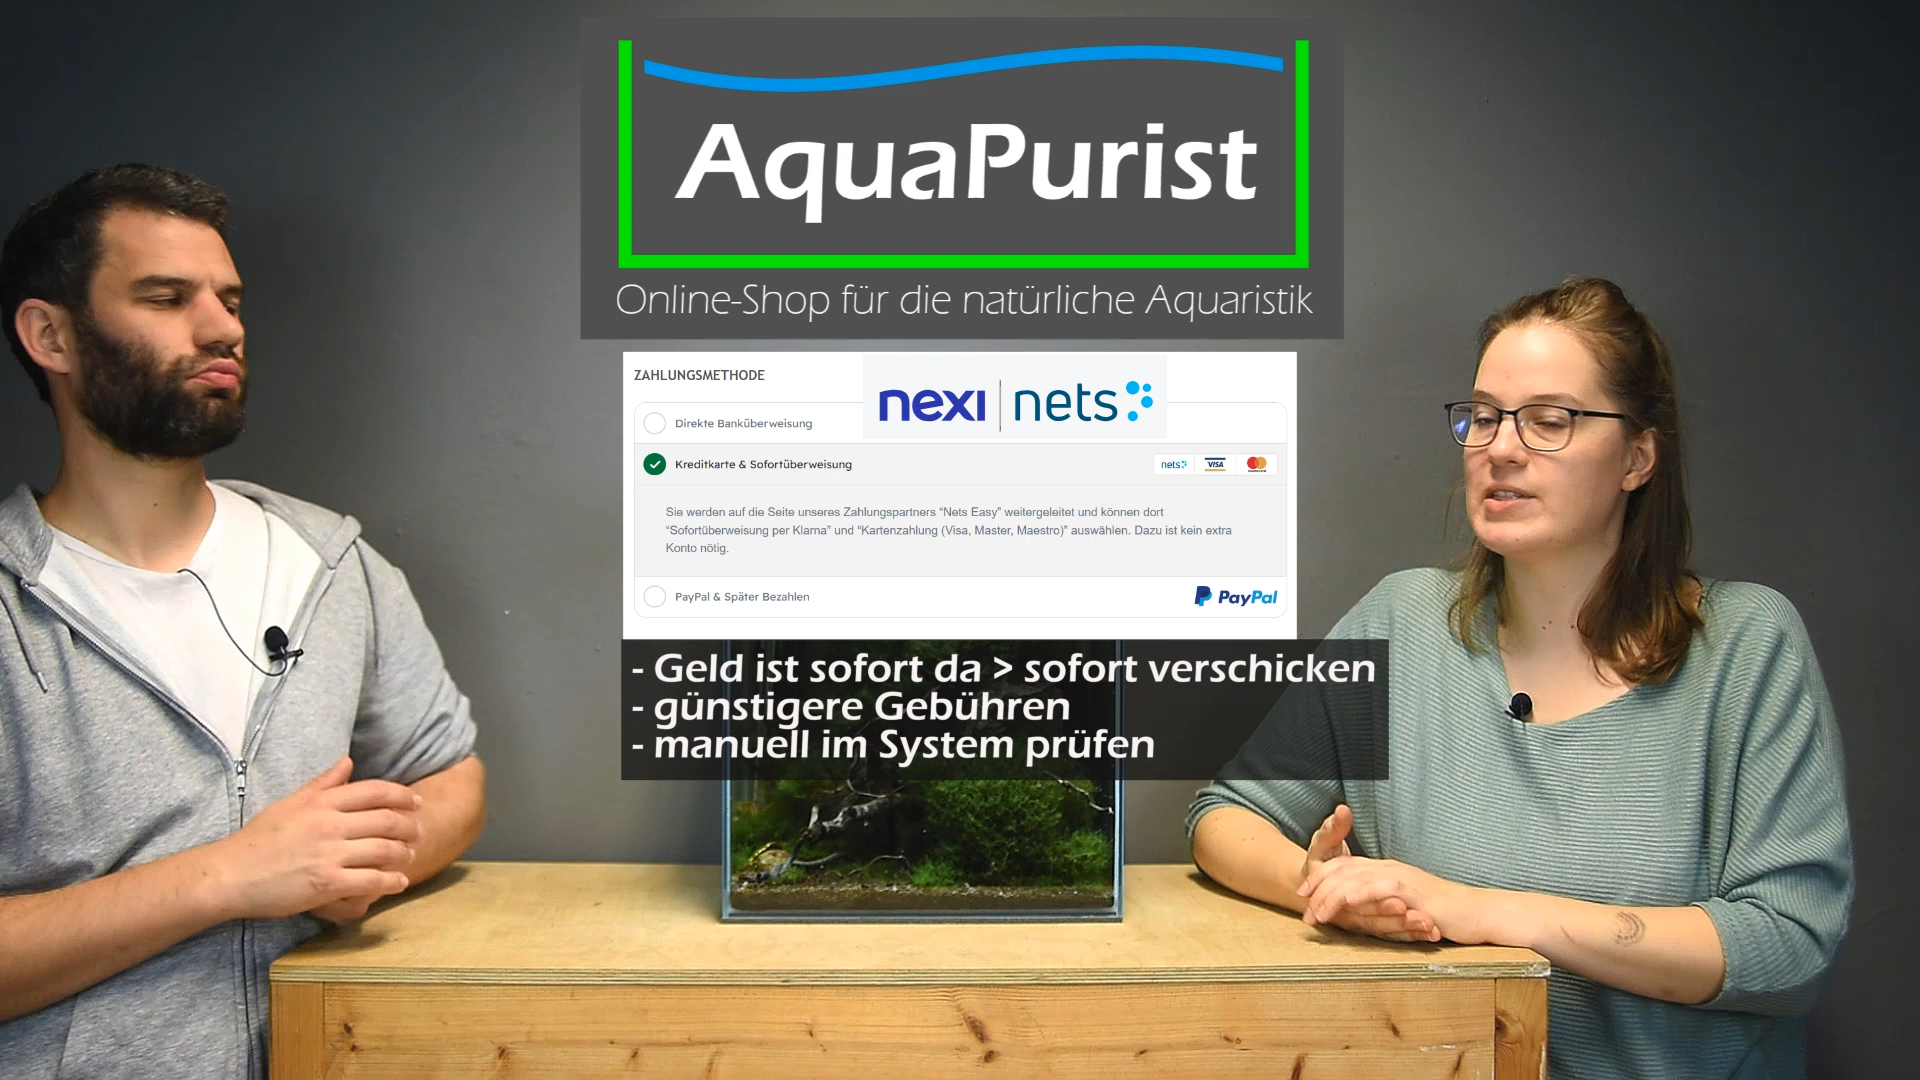 AquaPurist
Online-Shop für die natürliche Aquaristik
ZAHLUNGSMETHODE
nexi nets
Direkte Banküberweisung
Kreditkarte & Sofortüberweisung
nets VISA
Sie werden auf die Seite unseres Zahlungspartners “Nets Easy” weitergeleitet und können dort
“Sofortüberweisung per Klarna” und “Kartenzahlung (Visa, Master, Maestro)” auswählen. Dazu ist kein extra
Konto nötig.
PayPal & Später Bezahlen
PayPal
- Geld ist sofort da > sofort verschicken
- günstigere Gebühren
- manuell im System prüfen